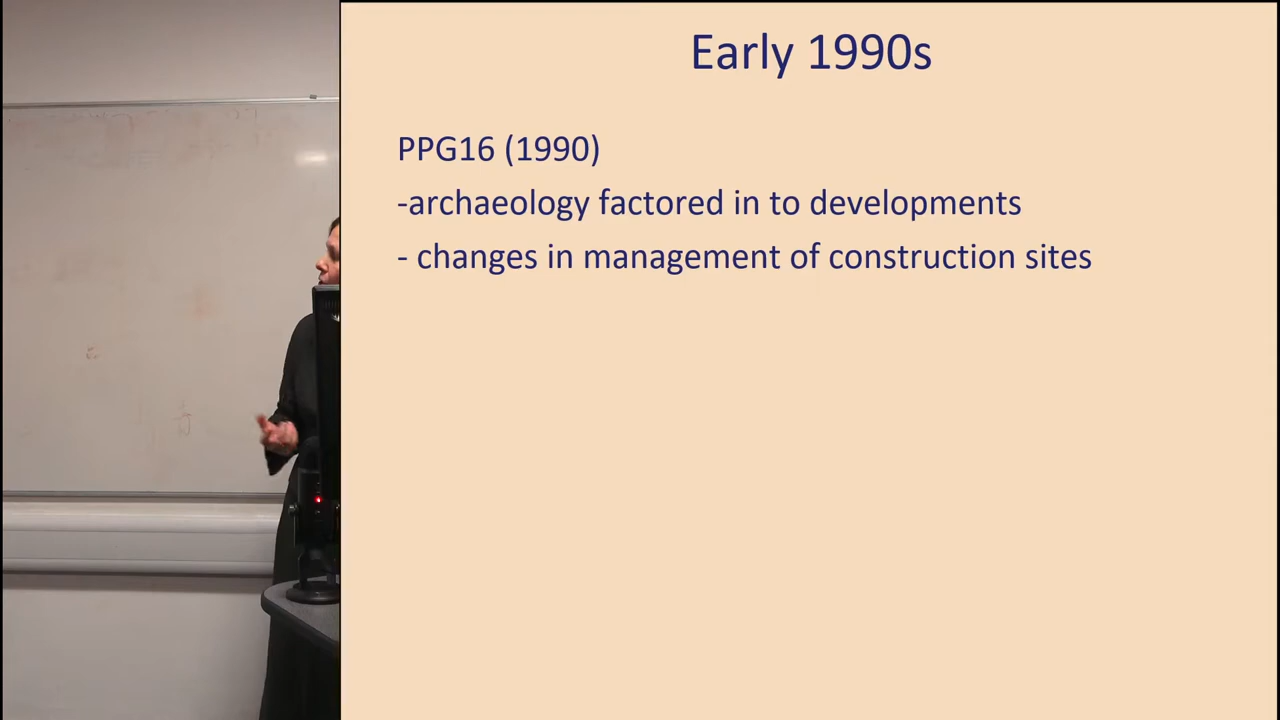 Early 1990s
PPG16 (1990)
-archaeology factored in to developments
- changes in management of construction sites